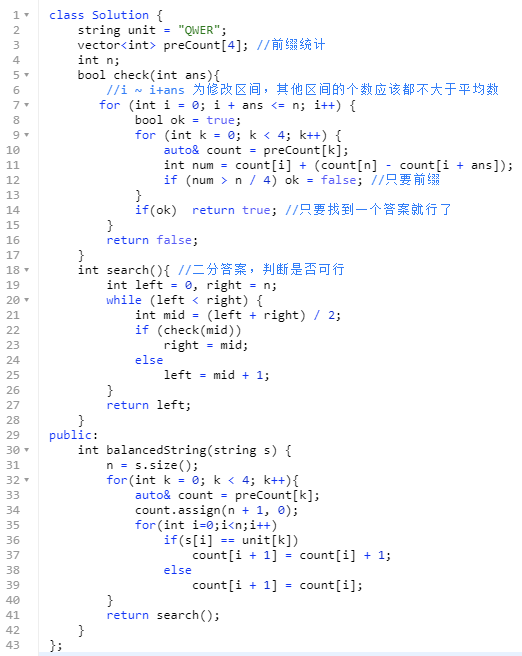 1 class Solution {
2     string unit = "QWER";
3     vector<int> preCount[4]; //前缀统计
4     int n;
5     bool check(int ans){
6         //i ~ i+ans 为修改区间，其他区间的个数应该都不大于平均数
7        for (int i = 0; i + ans <= n; i++) {
8             bool ok = true;
9             for (int k = 0; k < 4; k++) {
10                 auto& count = preCount[k];
11                 int num = count[i] + (count[n] - count[i + ans]);
12                 if (num > n / 4) ok = false; //只要前缀
13             }
14             if(ok)  return true; //只要找到一个答案就行了
15         }
16         return false;
17     }
18     int search(){ //二分答案，判断是否可行
19         int left = 0, right = n;
20         while (left < right) {
21             int mid = (left + right) / 2;
22             if (check(mid))
23                 right = mid;
24             else
25                 left = mid + 1;
26         }
27         return left;
28     }
29 public:
30     int balancedString(string s) {
31         n = s.size();
32         for(int k = 0; k < 4; k++){
33             auto& count = preCount[k];
34             count.assign(n + 1, 0);
35             for(int i=0;i<n;i++)
36                 if(s[i] == unit[k])
37                     count[i + 1] = count[i] + 1;
38                 else
39                     count[i + 1] = count[i];
40         }
41         return search();
42     }
43 };